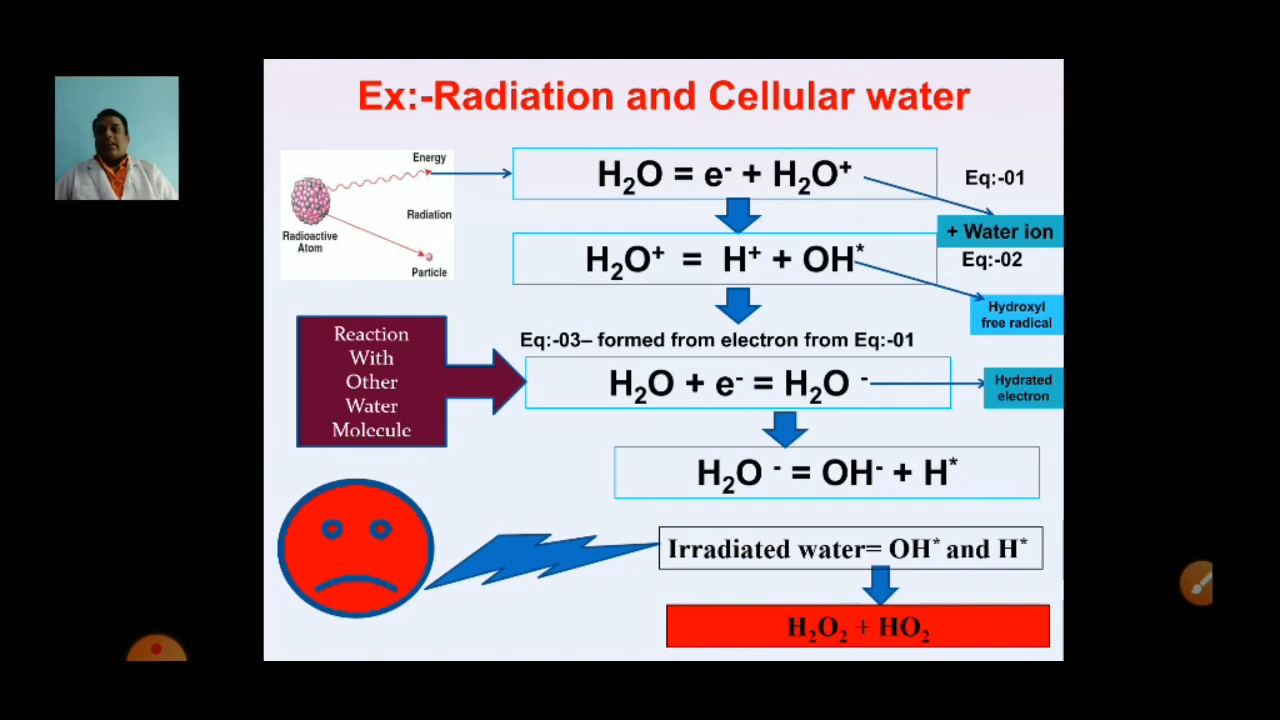 Ex:-Radiation and Cellular water
Energy
Radiation
Radioactive
Atom
Particle
H₂O = e⁻ + H₂O⁺
Eq:-01
+ Water ion
H₂O⁺ = H⁺ + OH*
Eq:-02
Hydroxyl
free radical
Reaction
With
Other
Water
Molecule
Eq:-03– formed from electron from Eq:-01
H₂O + e⁻ = H₂O ⁻
Hydrated
electron
H₂O ⁻ = OH⁻ + H*
Irradiated water= OH* and H*
H₂O₂ + HO₂